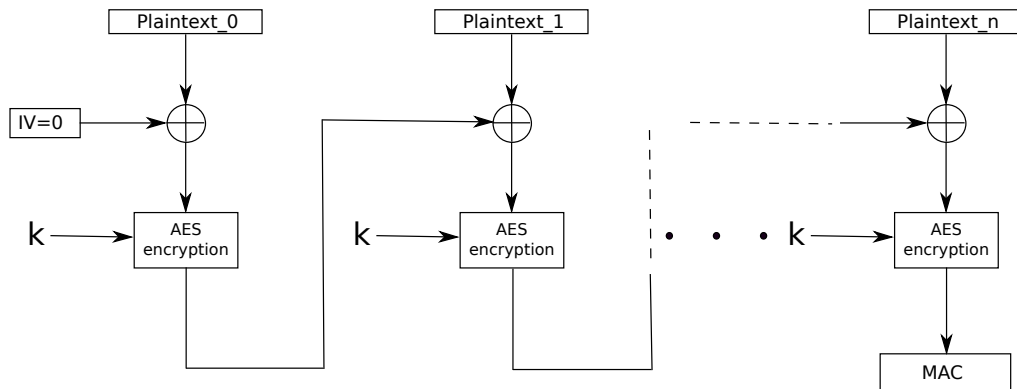 Plaintext_0
Plaintext_1
Plaintext_n
IV=0
k
AES
encryption
k
AES
encryption
k
AES
encryption
MAC